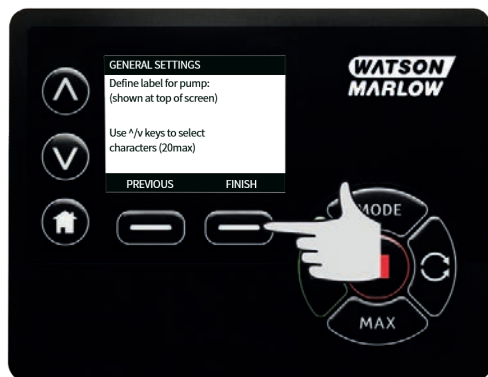 GENERAL SETTINGS
Define label for pump:
(shown at top of screen)
Use ^/v keys to select
characters (20max)
PREVIOUS FINISH
WATSON
MARLOW
MODE
MAX